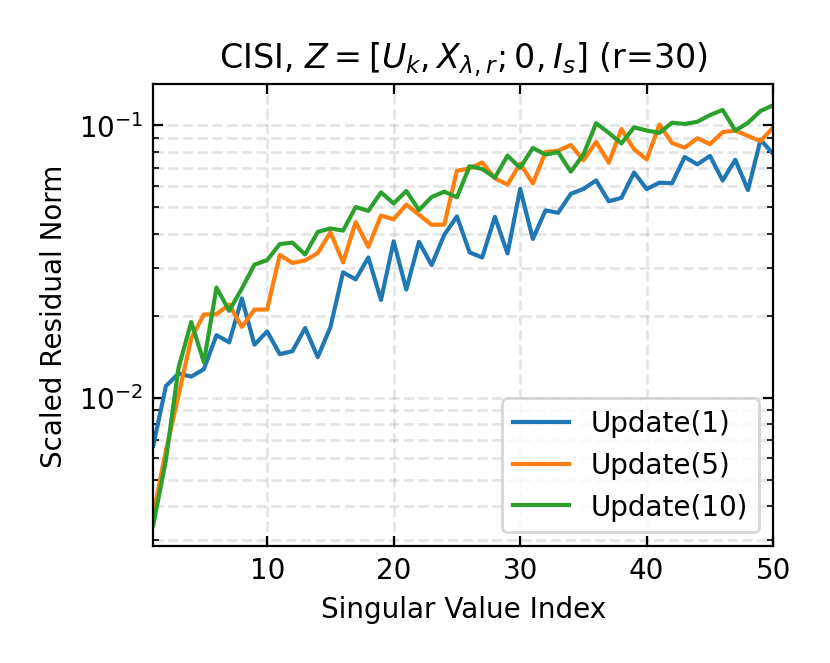 CISI, $Z = [U_k, X_{\lambda,r}; 0, I_s]$ (r=30)
Scaled Residual Norm
$10^{-1}$
$10^{-2}$
Update(1)
Update(5)
Update(10)
10 20 30 40 50
Singular Value Index